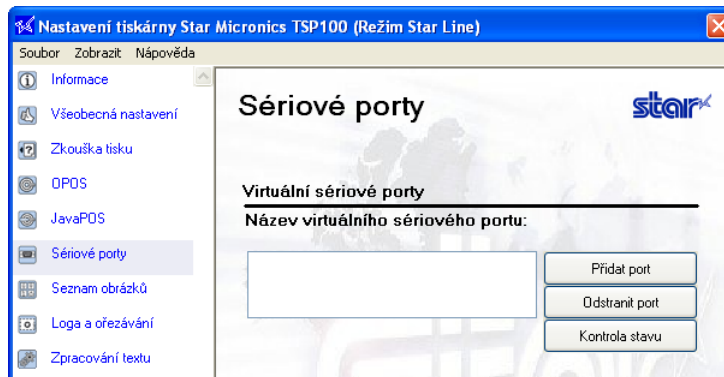 Nastavení tiskárny Star Micronics TSP100 (Režim Star Line)
Soubor Zobrazit Nápověda
Informace
Všeobecná nastavení
Zkouška tisku
OPOS
JavaPOS
Sériové porty
Seznam obrázků
Loga a ořezávání
Zpracování textu
Sériové porty
star
Virtuální sériové porty
Název virtuálního sériového portu:
Přidat port
Odstranit port
Kontrola stavu